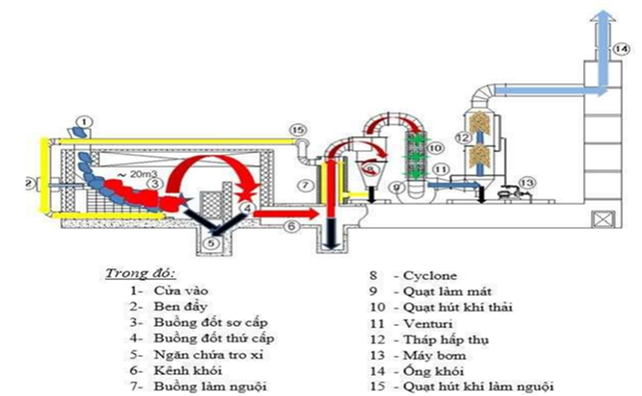 14
1
15
~ 20m3
12
10
2
3
8
7
9
11
13
4
6
5
Trong đó:
1- Cửa vào
2- Ben đẩy
3- Buồng đốt sơ cấp
4- Buồng đốt thứ cấp
5- Ngăn chứa tro xỉ
6- Kênh khói
7- Buồng làm nguội
8 - Cyclone
9 - Quạt làm mát
10 - Quạt hút khí thải
11 - Venturi
12 - Tháp hấp thụ
13 - Máy bơm
14 - Ống khói
15 - Quạt hút khí làm nguội